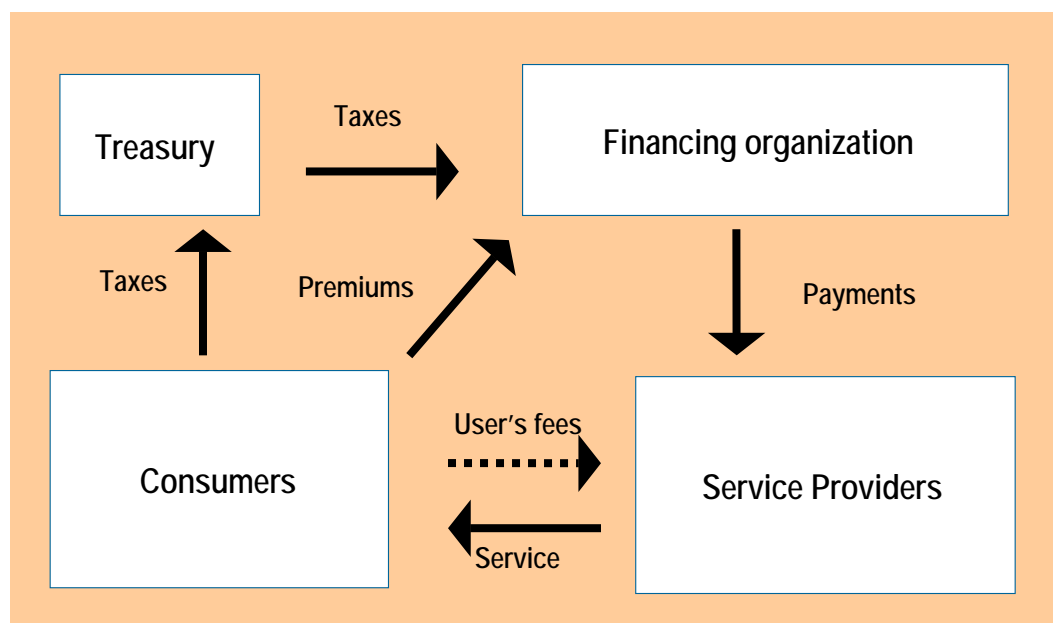 Treasury
Taxes
Financing organization
Taxes
Premiums
Payments
Consumers
User’s fees
Service
Service Providers